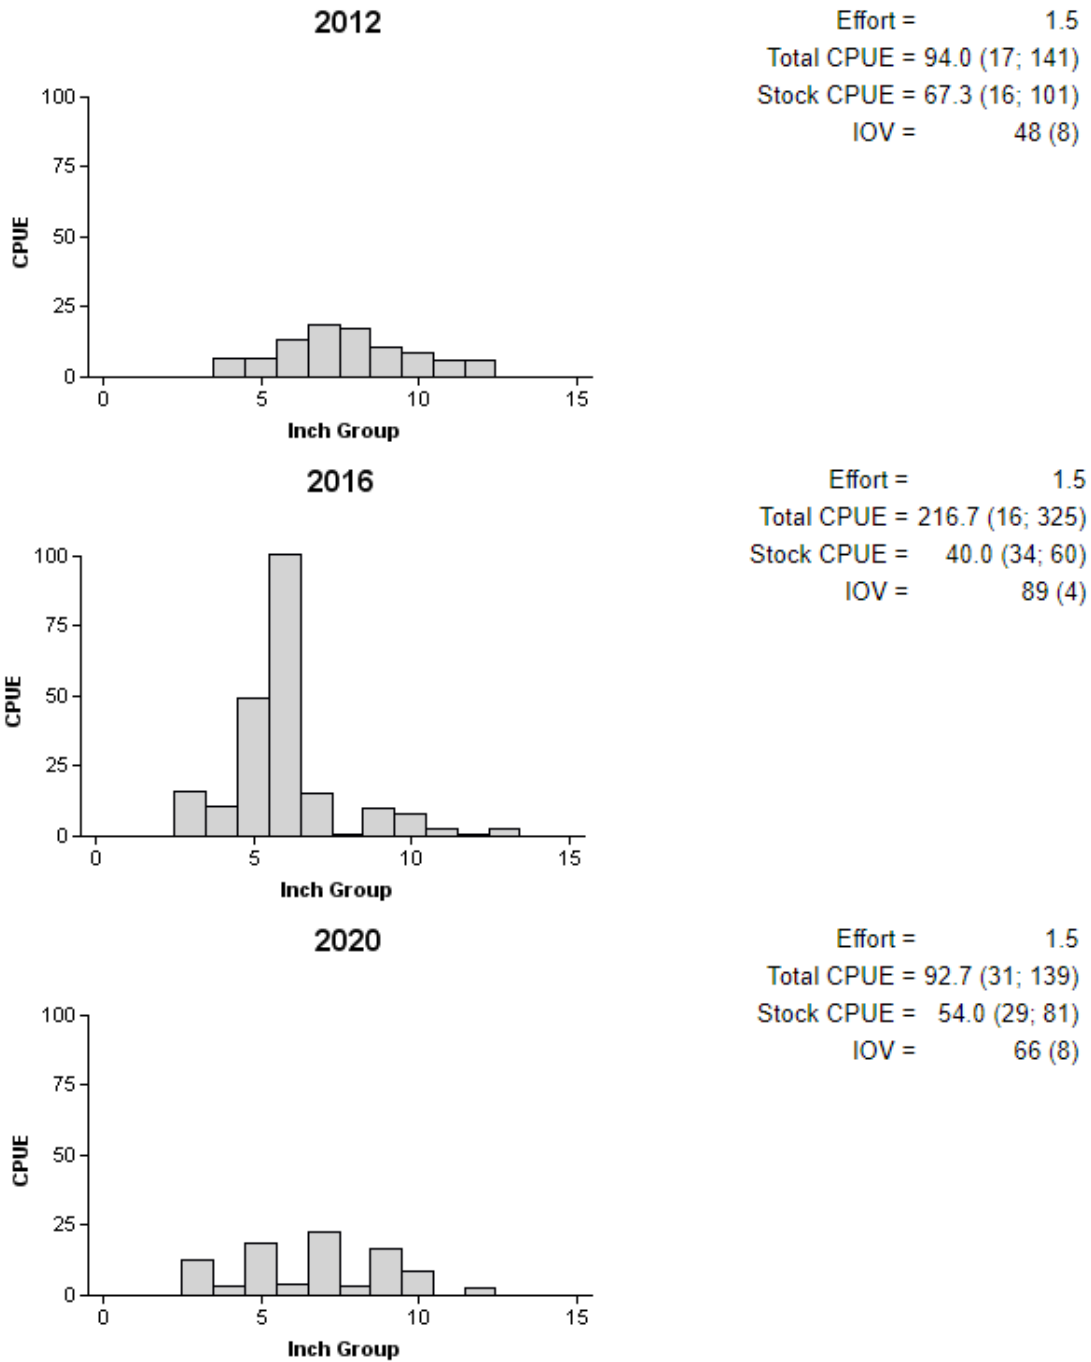 2012
Effort = 1.5
Total CPUE = 94.0 (17; 141)
Stock CPUE = 67.3 (16; 101)
IOV = 48 (8)
100
75
50
25
0
CPUE
0 5 10 15
Inch Group
2016
Effort = 1.5
Total CPUE = 216.7 (16; 325)
Stock CPUE = 40.0 (34; 60)
IOV = 89 (4)
100
75
50
25
0
CPUE
0 5 10 15
Inch Group
2020
Effort = 1.5
Total CPUE = 92.7 (31; 139)
Stock CPUE = 54.0 (29; 81)
IOV = 66 (8)
100
75
50
25
0
CPUE
0 5 10 15
Inch Group